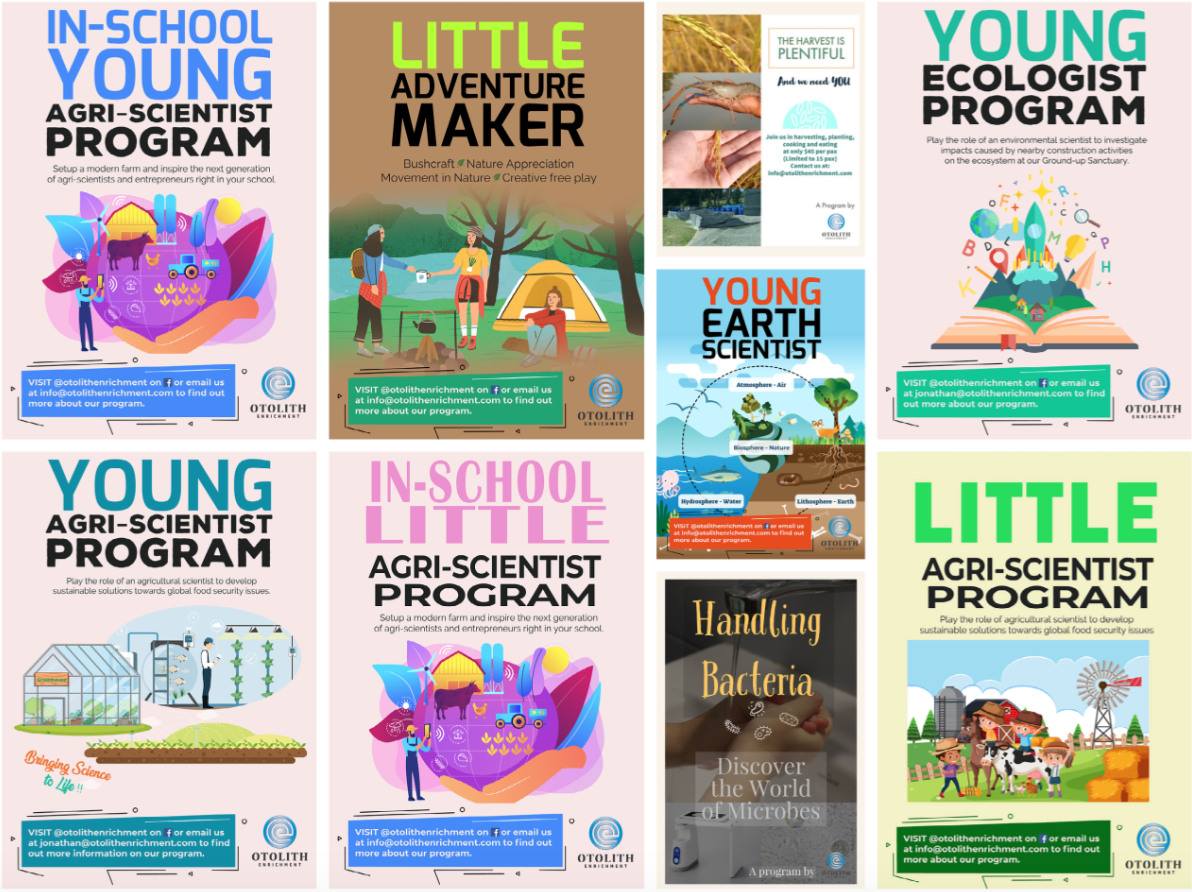 IN-SCHOOL
YOUNG
AGRI-SCIENTIST
PROGRAM
Setup a modern farm and inspire the next generation
of agri-scientists and entrepreneurs right in your school.
VISIT @otolithenrichment on f or email us
at info@otolithenrichment.com to find out
more about our program.
OTOLITH
ENRICHMENT
LITTLE
ADVENTURE
MAKER
Bushcraft Nature Appreciation
Movement in Nature Creative free play
VISIT @otolithenrichment on f or email us
at info@otolithenrichment.com to find out
more about our program.
OTOLITH
ENRICHMENT
THE HARVEST IS
PLENTIFUL
And we need YOU
Join us in harvesting, planting,
cooking and eating
at only $45 per pax
(Limited to 15 pax)
Contact us at:
info@otolithenrichment.com
A Program by
OTOLITH
ENRICHMENT
YOUNG
ECOLOGIST
PROGRAM
Play the role of an environmental scientist to investigate
impacts caused by nearby construction activities
on the ecosystem at our Ground-up Sanctuary.
VISIT @otolithenrichment on f or email us
at jonathan@otolithenrichment.com to find
out more about our program.
OTOLITH
ENRICHMENT
YOUNG
EARTH
SCIENTIST
Atmosphere - Air
Biosphere - Nature
Hydrosphere - Water
Lithosphere - Earth
VISIT @otolithenrichment on f or email us
at info@otolithenrichment.com to find out
more about our program.
OTOLITH
ENRICHMENT
YOUNG
AGRI-SCIENTIST
PROGRAM
Play the role of an agricultural scientist to develop
sustainable solutions towards global food security issues.
Bringing Science
to Life !!
VISIT @otolithenrichment on f or email us
at jonathan@otolithenrichment.com to find
out more information on our program.
OTOLITH
ENRICHMENT
IN-SCHOOL
LITTLE
AGRI-SCIENTIST
PROGRAM
Setup a modern farm and inspire the next generation
of agri-scientists and entrepreneurs right in your school.
VISIT @otolithenrichment on f or email us
at info@otolithenrichment.com to find out
more about our program.
OTOLITH
ENRICHMENT
Handling
Bacteria
Discover
the World
of Microbes
A program by
OTOLITH
LITTLE
AGRI-SCIENTIST
PROGRAM
Play the role of agricultural scientist to develop
sustainable solutions towards global food security issues
VISIT @otolithenrichment on f or email us
at info@otolithenrichment.com to find out
more about our program.
OTOLITH
ENRICHMENT